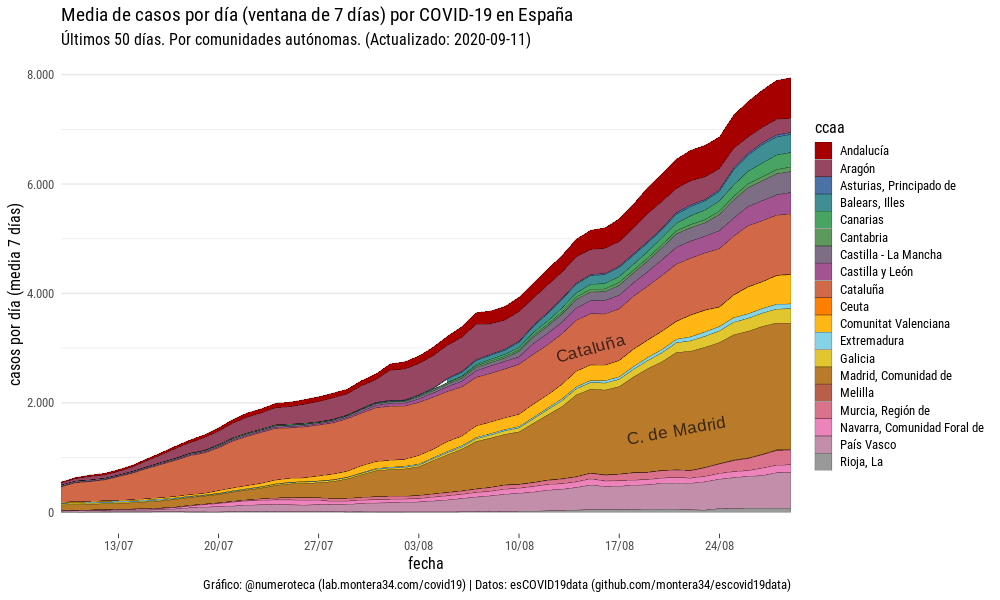 Media de casos por día (ventana de 7 días) por COVID-19 en España
Últimos 50 días. Por comunidades autónomas. (Actualizado: 2020-09-11)
casos por día (media 7 días)
8.000
6.000
4.000
2.000
0
Cataluña
C. de Madrid
13/07
20/07
27/07
03/08
10/08
17/08
24/08
fecha
ccaa
Andalucía
Aragón
Asturias, Principado de
Balears, Illes
Canarias
Cantabria
Castilla - La Mancha
Castilla y León
Cataluña
Ceuta
Comunitat Valenciana
Extremadura
Galicia
Madrid, Comunidad de
Melilla
Murcia, Región de
Navarra, Comunidad Foral de
País Vasco
Rioja, La
Gráfico: @numeroteca (lab.montera34.com/covid19) | Datos: esCOVID19data (github.com/montera34/escovid19data)